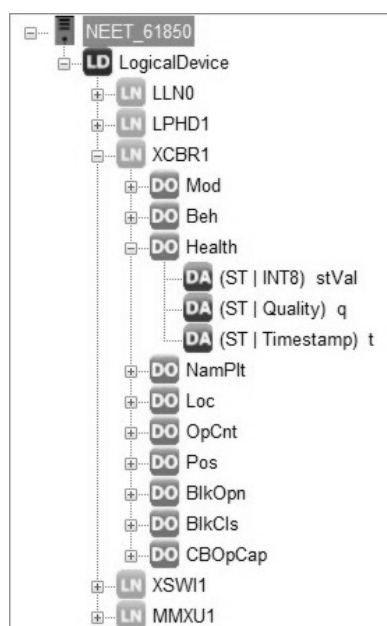 NEET_61850
LD LogicalDevice
LN LLN0
LN LPHD1
LN XCBR1
DO Mod
DO Beh
DO Health
DA (ST | INT8) stVal
DA (ST | Quality) q
DA (ST | Timestamp) t
DO NamPlt
DO Loc
DO OpCnt
DO Pos
DO BlkOpn
DO BlkCls
DO CBOpCap
LN XSWI1
LN MMXU1